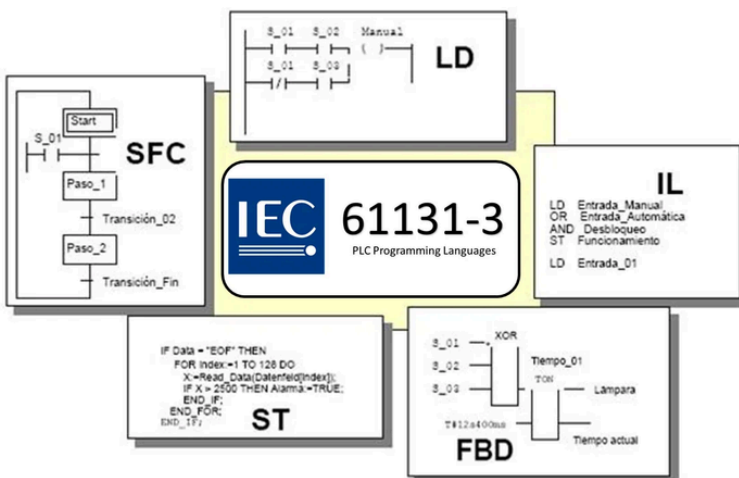 S_01 S_02 Manual
( )
S_01 S_03
/
LD
Start
S_01
SFC
Paso_1
Transición_02
Paso_2
Transición_Fin
IEC
61131-3
PLC Programming Languages
IL
LD Entrada_Manual
OR Entrada_Automática
AND Desbloqueo
ST Funcionamiento
LD Entrada_01
IF Data = "EOF" THEN
FOR Index:=1 TO 128 DO
X:=Read_Data(Datenfeld[Index]);
IF X > 2500 THEN Alarma:=TRUE;
END_IF;
END_FOR;
END_IF;
ST
XOR
S_01
S_02
S_03
Tiempo_01
TON
Lámpara
T#12s400ms
Tiempo actual
FBD